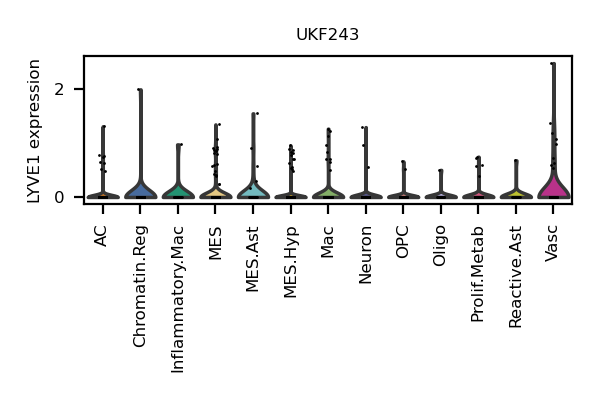 UKF243
LYVE1 expression
2
0
AC
Chromatin.Reg
Inflammatory.Mac
MES
MES.Ast
MES.Hyp
Mac
Neuron
OPC
Oligo
Prolif.Metab
Reactive.Ast
Vasc